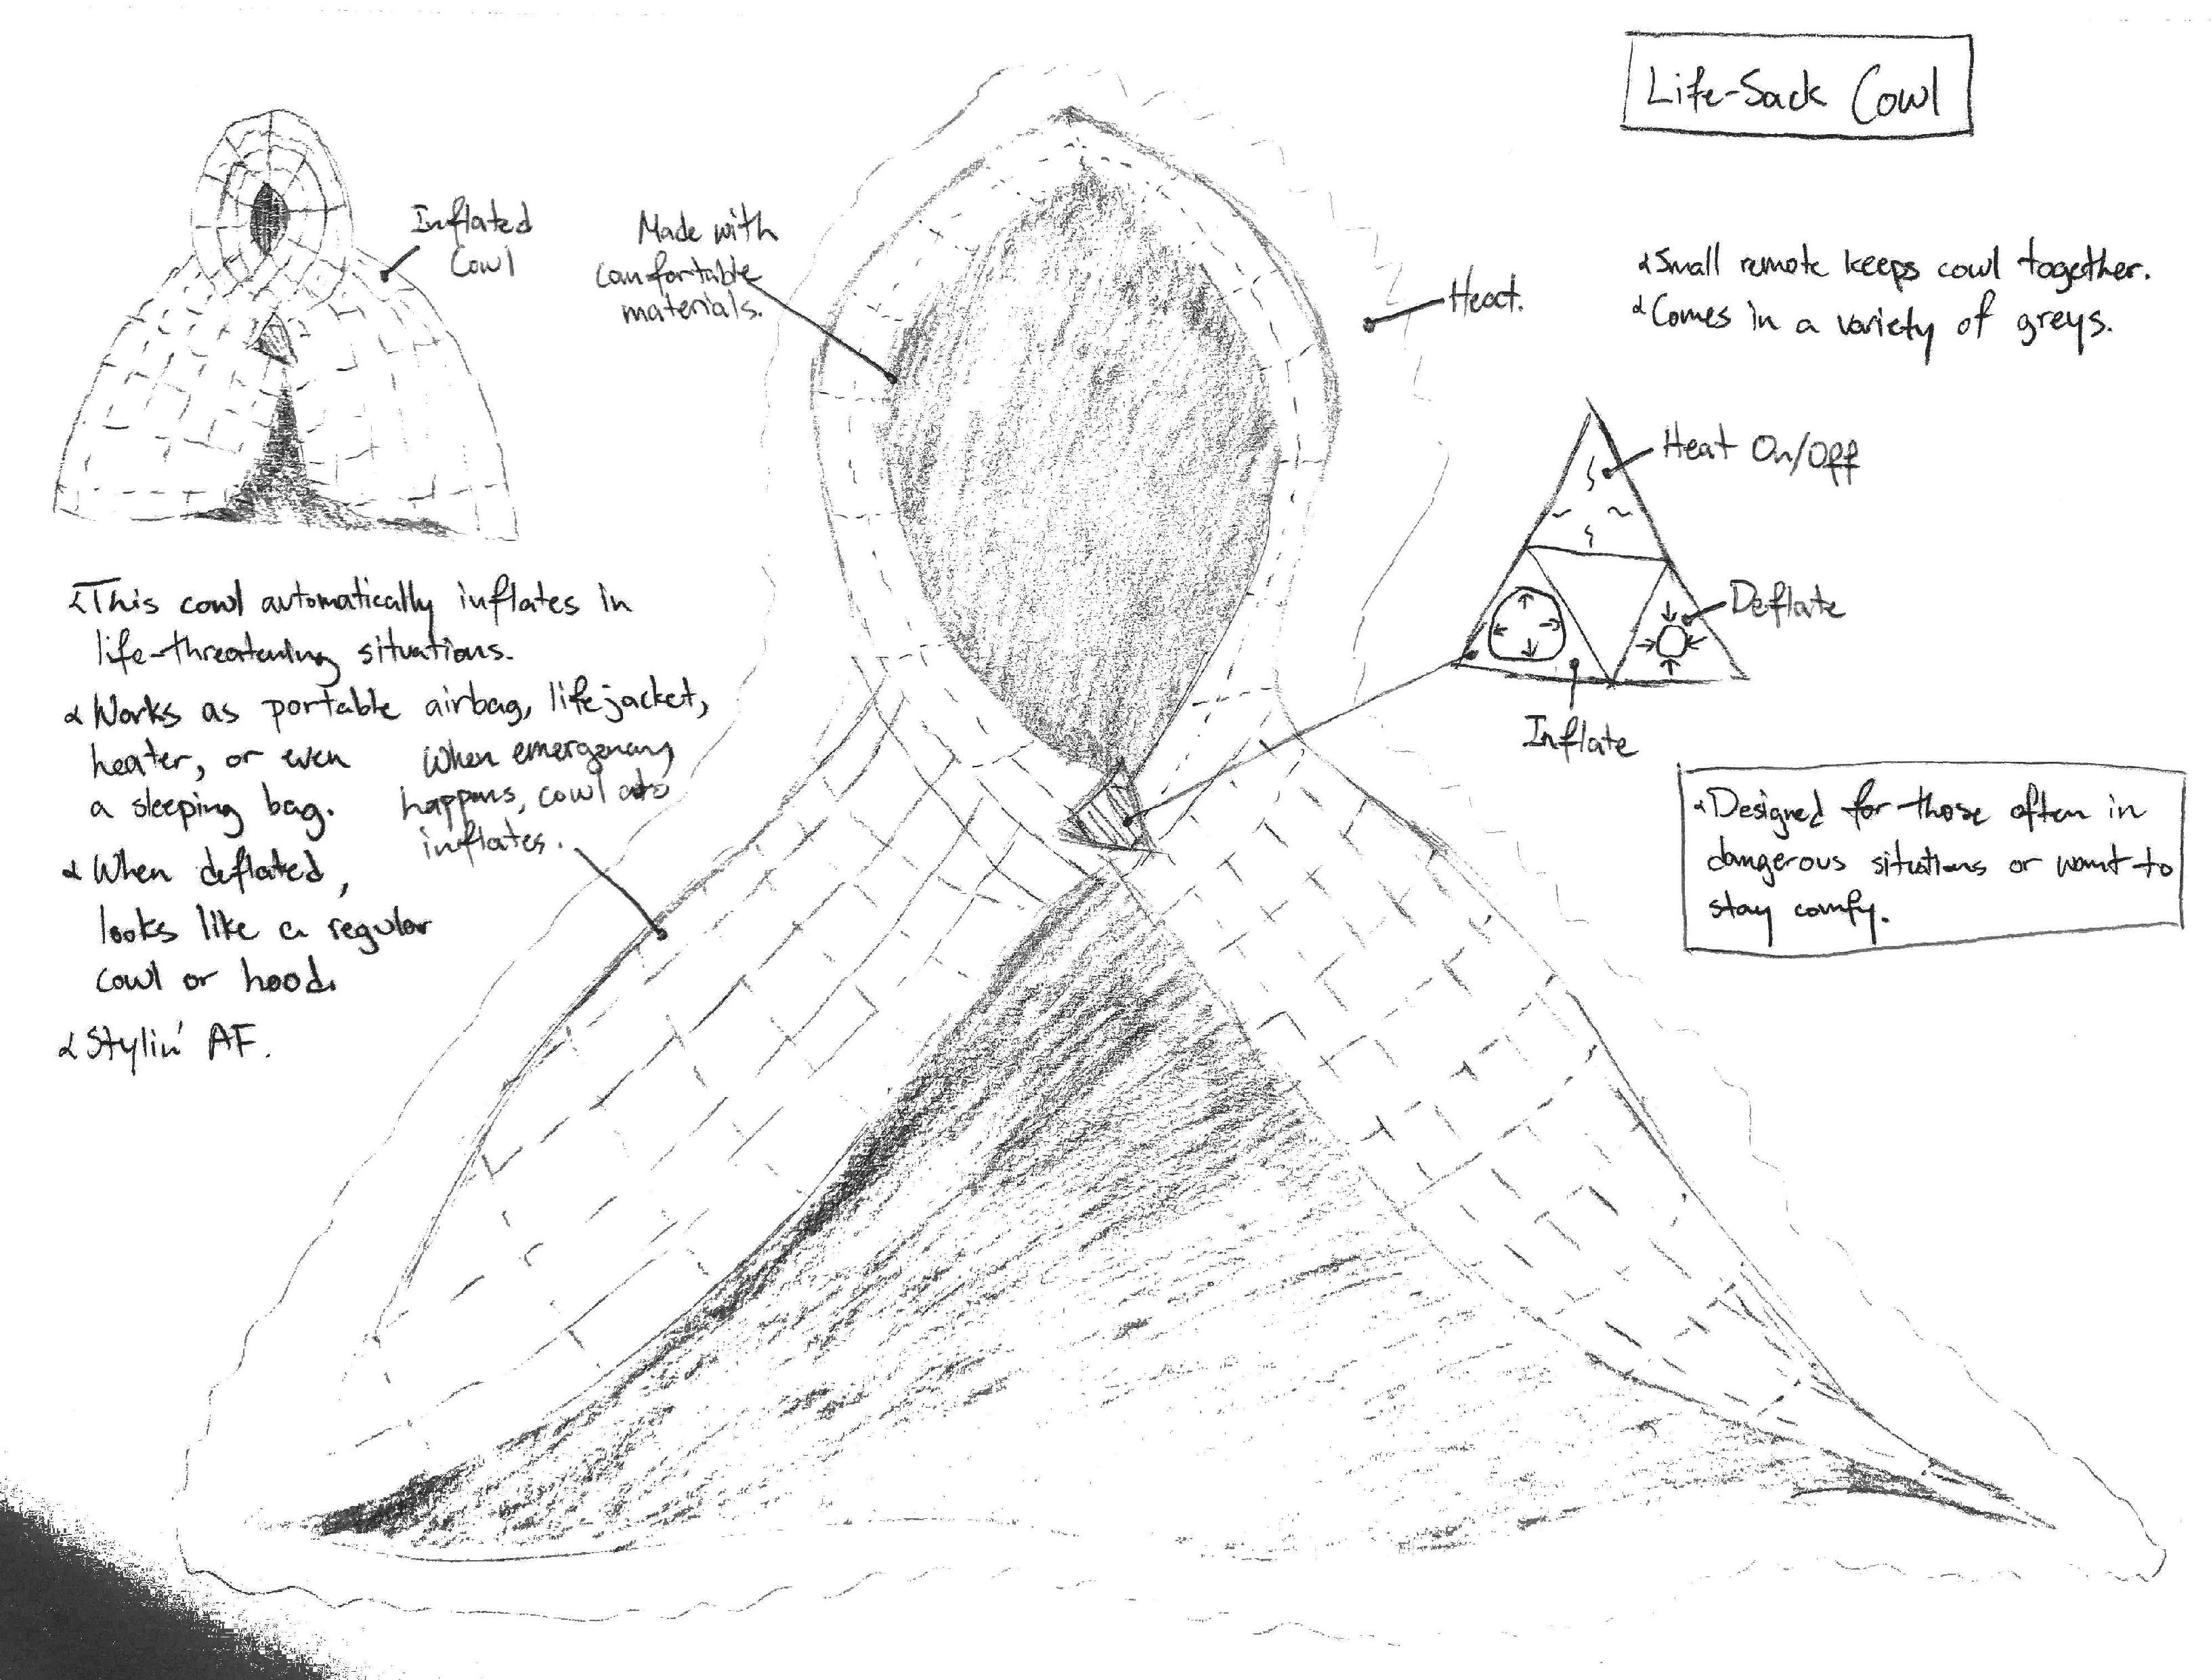 Life-Sack Cowl
Inflated
Cowl
Made with
comfortable
materials.
Heat.
Small remote keeps cowl together.
Comes in a variety of greys.
Heat On/Off
Deflate
Inflate
This cowl automatically inflates in
life-threatening situations.
Works as portable airbag, lifejacket,
heater, or even
a sleeping bag.
When deflated,
looks like a regular
cowl or hood.
Stylin' AF.
When emergency
happens, cowl auto
inflates.
Designed for those often in
dangerous situations or want to
stay comfy.